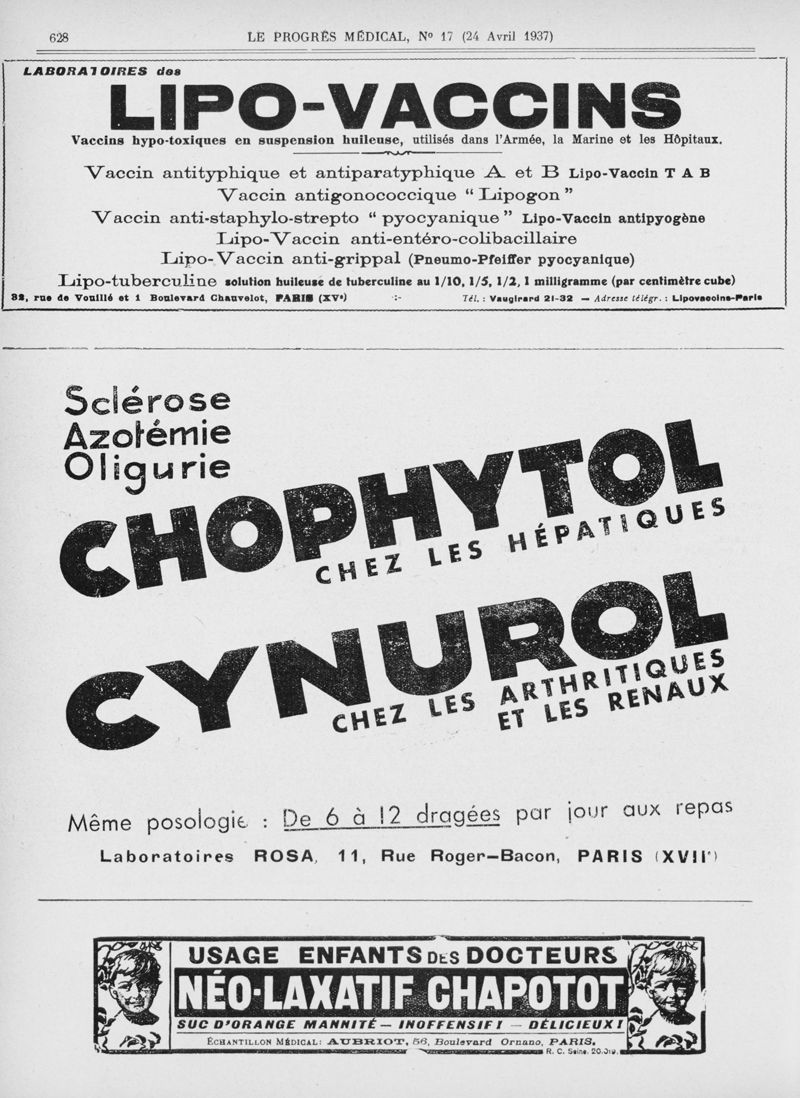 628
LE PROGRÈS MÉDICAL, No 17 (24 Avril 1937)
LABORATOIRES des
LIPO-VACCINS
Vaccins hypo-toxiques en suspension huileuse, utilisés dans l'Armée, la Marine et les Hôpitaux.
Vaccin antityphique et antiparatyphique A et B Lipo-Vaccin T A B
Vaccin antigonococcique “ Lipogon ”
Vaccin anti-staphylo-strepto “ pyocyanique ” Lipo-Vaccin antipyogène
Lipo-Vaccin anti-entéro-colibacillaire
Lipo-Vaccin anti-grippal (Pneumo-Pfeiffer pyocyanique)
Lipo-tuberculine solution huileuse de tuberculine au 1/10, 1/5, 1/2, 1 milligramme (par centimètre cube)
32, rue de Vouillé et 1 Boulevard Chauvelot, PARIS (XVe) -:- Tél. : Vaugirard 21-32 — Adresse télégr. : Lipovaccins-Paris
Sclérose
Azotémie
Oligurie
CHOPHYTOL
CHEZ LES HÉPATIQUES
CYNUROL
CHEZ LES ARTHRITIQUES
ET LES RENAUX
Même posologie : De 6 à 12 dragées par jour aux repas
Laboratoires ROSA, 11, Rue Roger-Bacon, PARIS (XVIIe)
USAGE ENFANTS DES DOCTEURS
NÉO-LAXATIF CHAPOTOT
SUC D'ORANGE MANNITÉ — INOFFENSIF! — DÉLICIEUX!
ÉCHANTILLON MÉDICAL: AUBRIOT, 56, Boulevard Ornano, PARIS.
R. C. Seine.